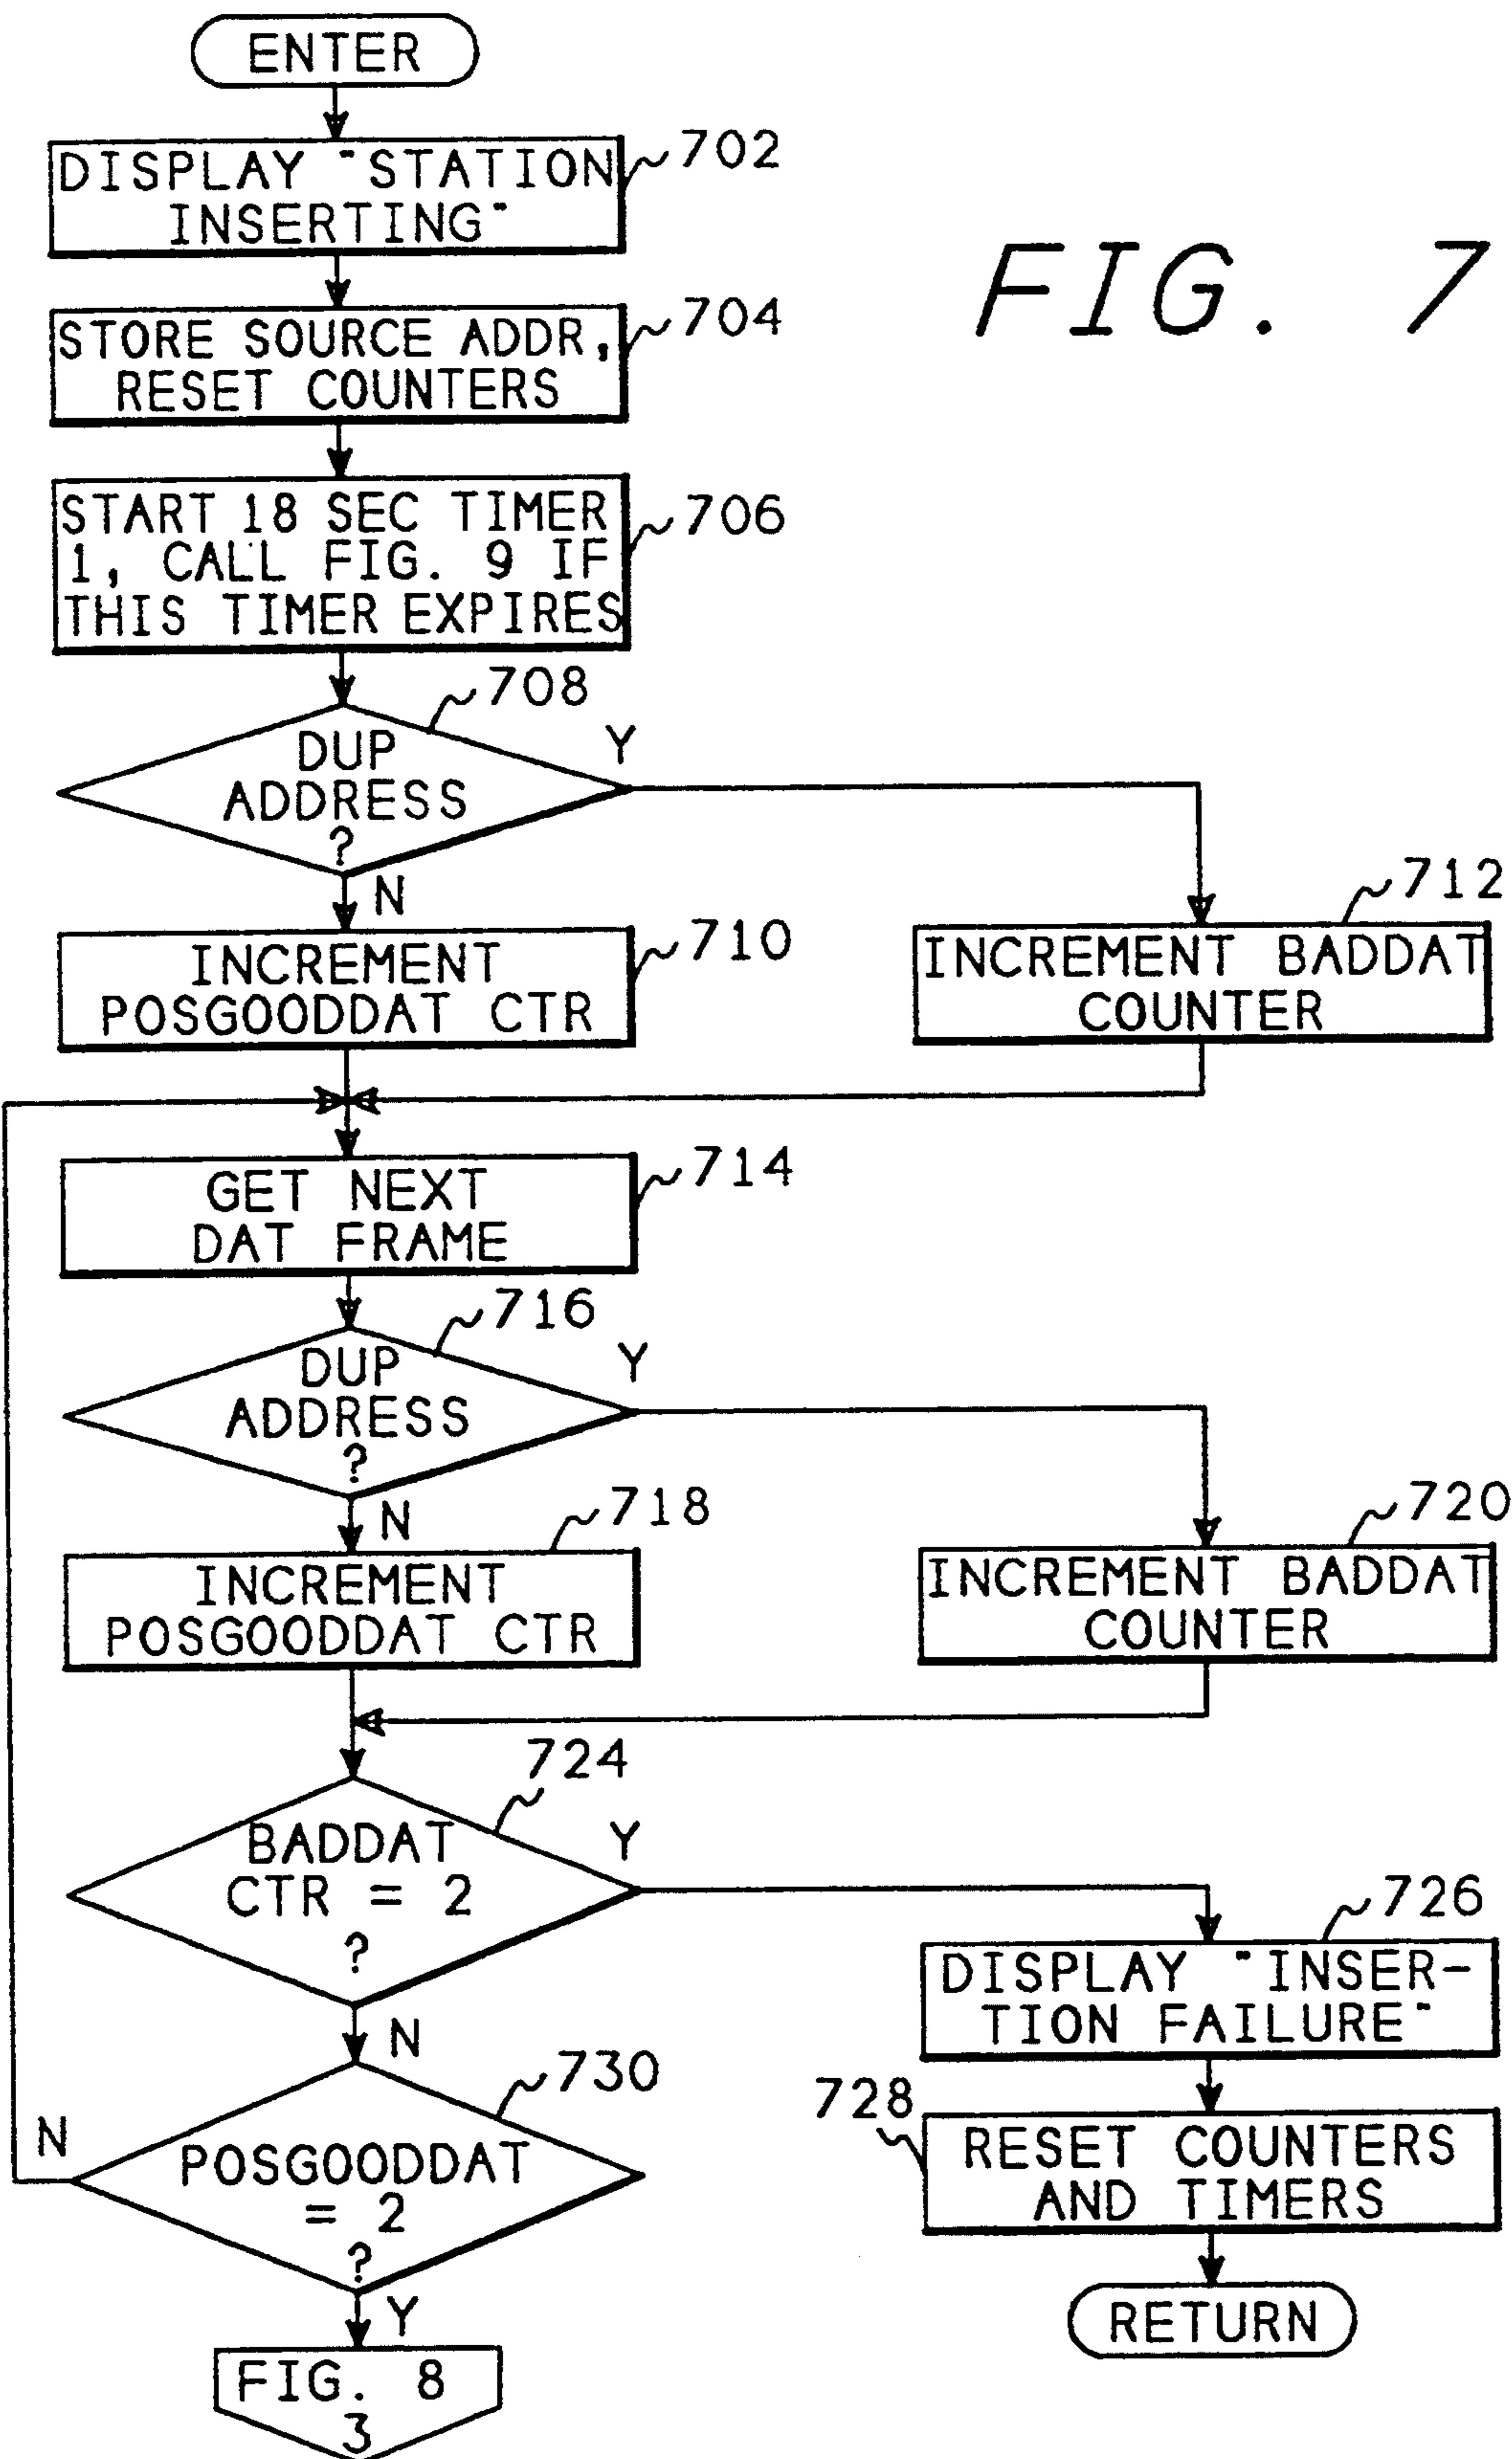 ENTER
702
DISPLAY "STATION
INSERTING"
FIG. 7
704
STORE SOURCE ADDR,
RESET COUNTERS
706
START 18 SEC TIMER
1, CALL FIG. 9 IF
THIS TIMER EXPIRES
708
DUP
ADDRESS
?
Y
N
712
710
INCREMENT
POSGOODDAT CTR
INCREMENT BADDAT
COUNTER
714
GET NEXT
DAT FRAME
716
DUP
ADDRESS
?
Y
N
718
720
INCREMENT
POSGOODDAT CTR
INCREMENT BADDAT
COUNTER
724
BADDAT
CTR = 2
?
Y
N
726
DISPLAY "INSER-
TION FAILURE"
730
728
N
POSGOODDAT
= 2
?
Y
RESET COUNTERS
AND TIMERS
RETURN
FIG. 8
3